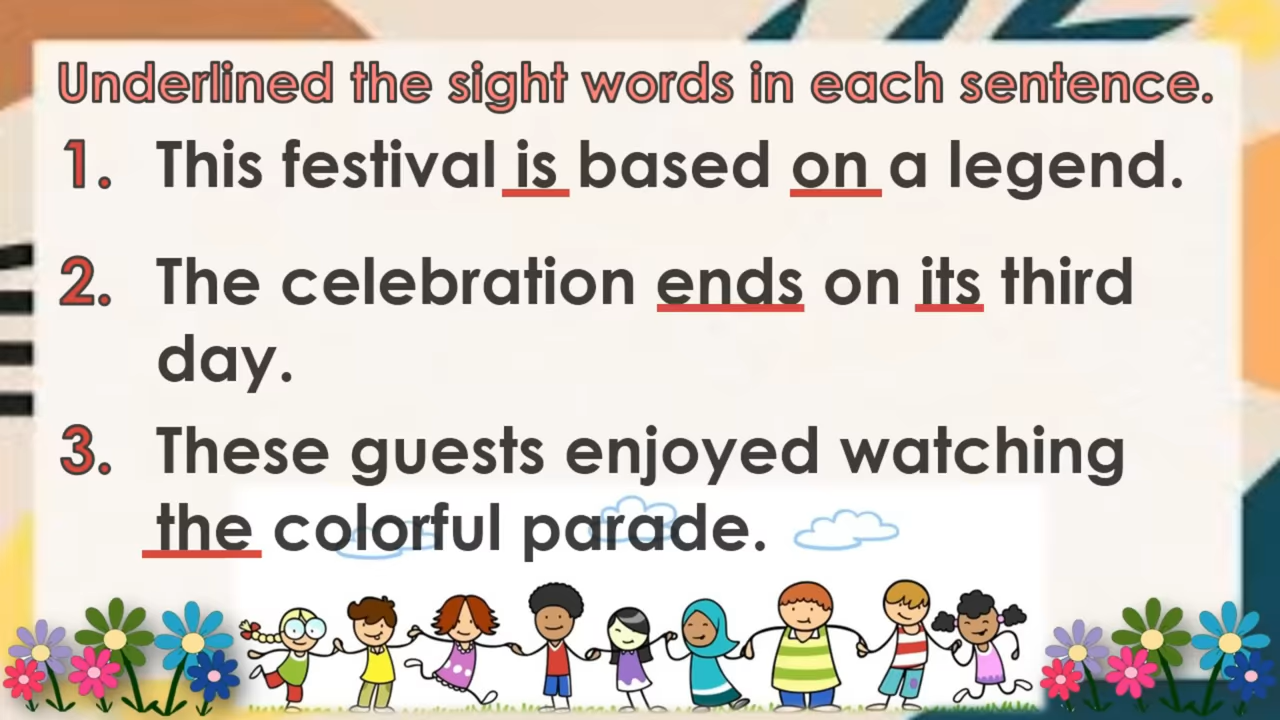 Underlined the sight words in each sentence.
1. This festival is based on a legend.
2. The celebration ends on its third
day.
3. These guests enjoyed watching
the colorful parade.